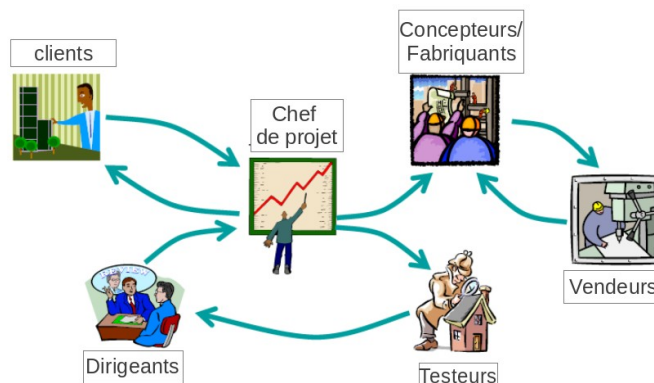 clients
Concepteurs/
Fabriquants
Chef
de projet
Vendeurs
Dirigeants
Testeurs